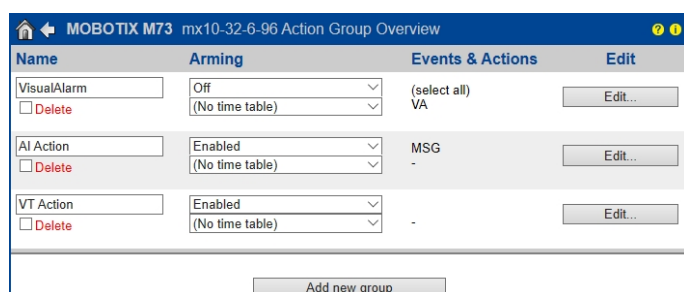 MOBOTIX M73 mx10-32-6-96 Action Group Overview ? i
Name Arming Events & Actions Edit
VisualAlarm Off (select all) Edit...
Delete (No time table) VA
AI Action Enabled MSG Edit...
Delete (No time table) -
VT Action Enabled Edit...
Delete (No time table) -
Add new group